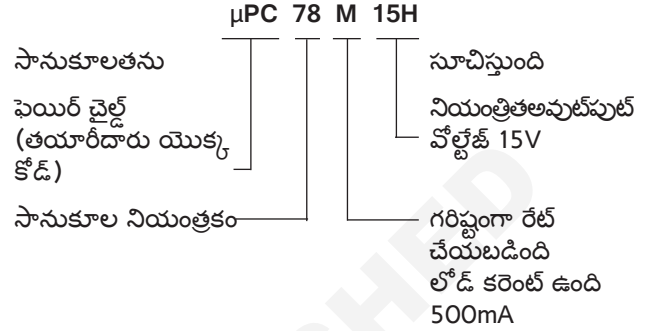 µPC 78 M 15H
సానుకూలతను
ఫెయిర్ చైల్డ్
(తయారీదారు యొక్క
కోడ్)
సానుకూల నియంత్రకం
సూచిస్తుంది
నియంత్రితఅవుట్‌పుట్
వోల్టేజ్ 15V
గరిష్టంగా రేట్
చేయబడింది
లోడ్ కరెంట్ ఉంది
500mA